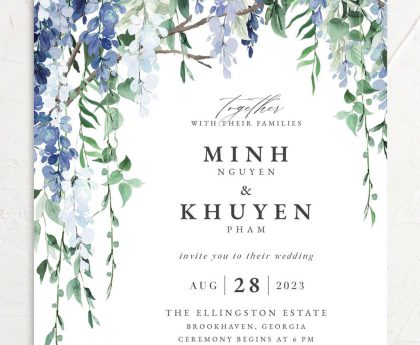 together
WITH THEIR FAMILIES
MINH
NGUYEN
&
KHUYEN
PHAM
invite you to their wedding
AUG | 28 | 2023
THE ELLINGSTON ESTATE
BROOKHAVEN, GEORGIA
CEREMONY BEGINS AT 6 PM